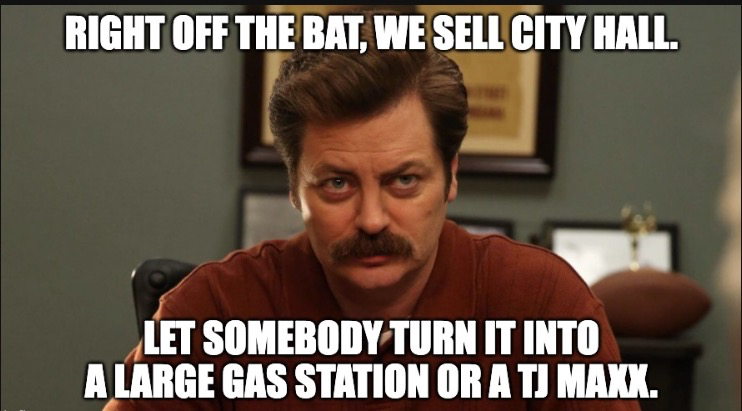 RIGHT OFF THE BAT, WE SELL CITY HALL.
LET SOMEBODY TURN IT INTO
A LARGE GAS STATION OR A TJ MAXX.